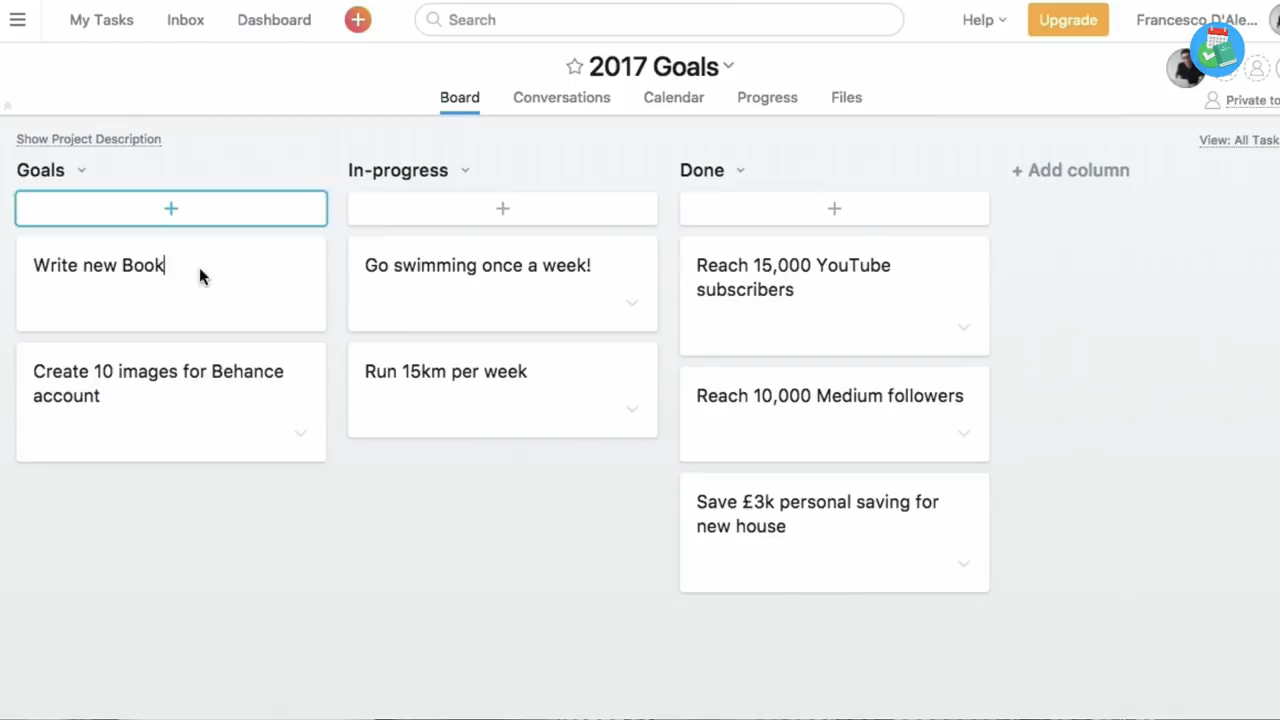 My Tasks
Inbox
Dashboard
Search
Help
Upgrade
Francesco D'Ale...
2017 Goals
Board
Conversations
Calendar
Progress
Files
Private to
Show Project Description
View: All Task
Goals
In-progress
Done
+ Add column
Write new Book
Create 10 images for Behance
account
Go swimming once a week!
Run 15km per week
Reach 15,000 YouTube
subscribers
Reach 10,000 Medium followers
Save £3k personal saving for
new house